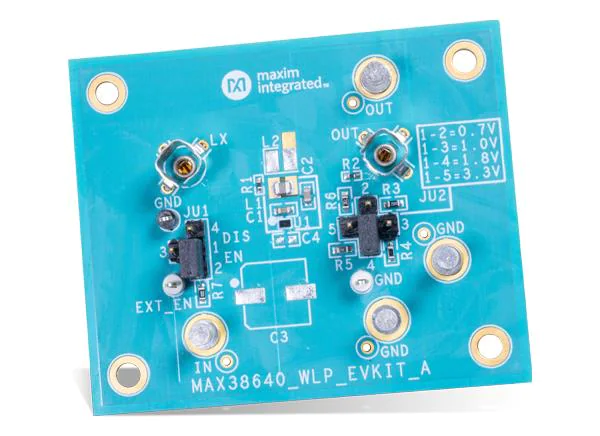 maxim
integrated™
OUT
LX
L2
OUT
1-2=0.7V
1-3=1.0V
1-4=1.8V
1-5=3.3V
JU2
C2
R2
R1
GND
L1
R6
2
R3
C1
JU1
4
DIS
1
3
EN
2
U1
C4
5
3
GND
R5
4
R4
GND
EXT_EN
R7
C3
IN
GND
MAX38640_WLP_EVKIT_A